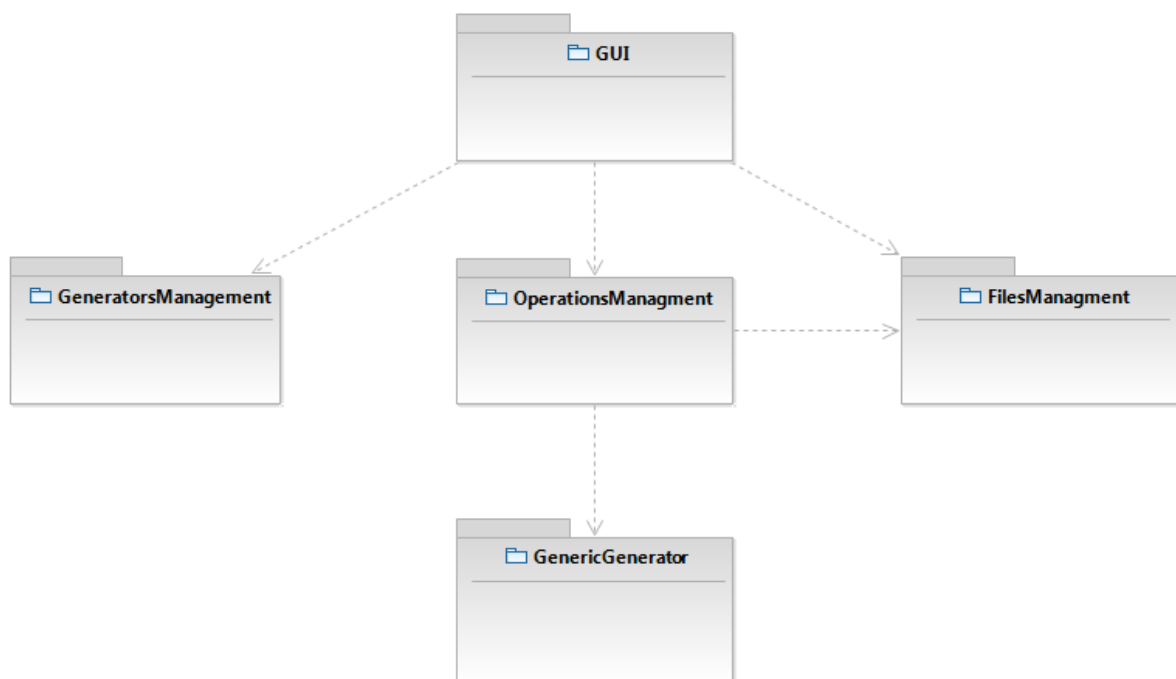 GUI
GeneratorsManagement
OperationsManagment
FilesManagment
GenericGenerator